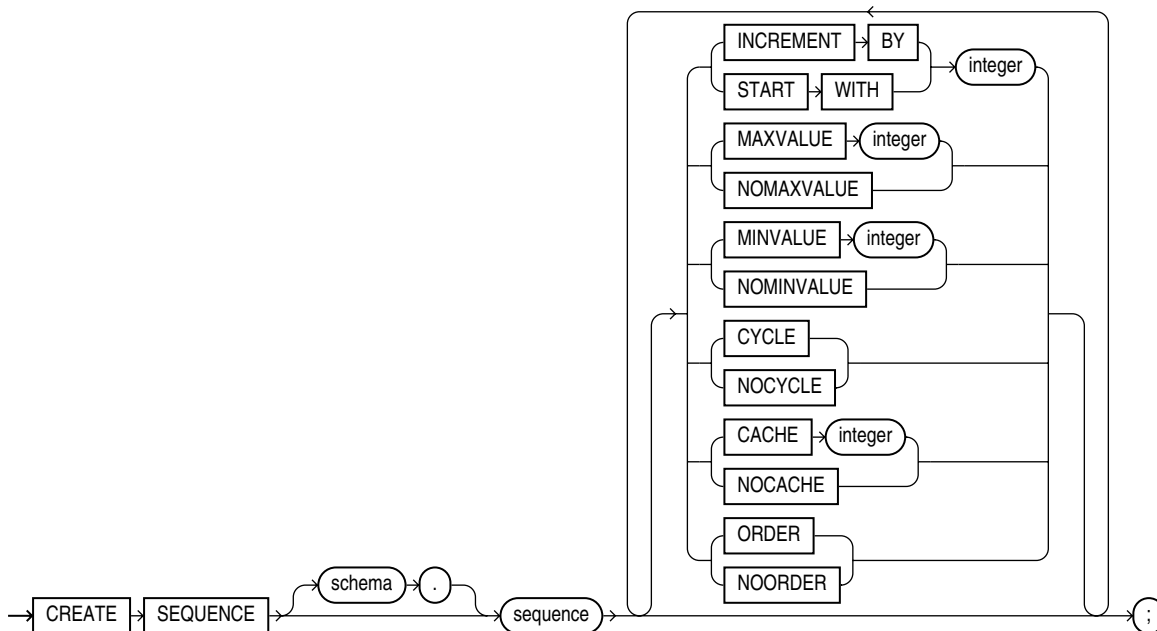 INCREMENT BY
integer
START WITH
MAXVALUE integer
NOMAXVALUE
MINVALUE integer
NOMINVALUE
CYCLE
NOCYCLE
CACHE integer
NOCACHE
ORDER
NOORDER
schema .
CREATE SEQUENCE sequence ;